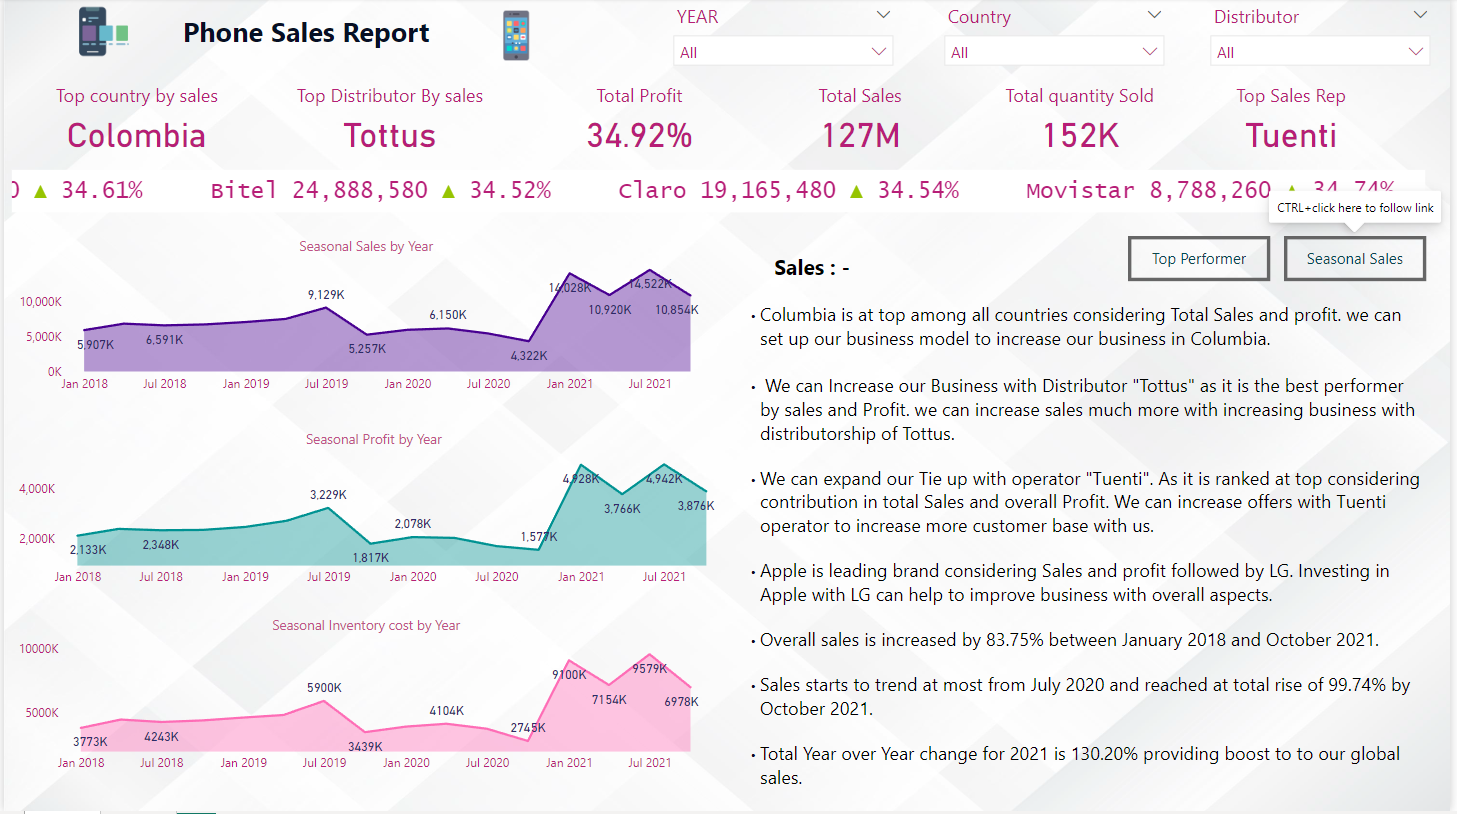 Phone Sales Report
YEAR
All
Country
All
Distributor
All
Top country by sales
Colombia
Top Distributor By sales
Tottus
Total Profit
34.92%
Total Sales
127M
Total quantity Sold
152K
Top Sales Rep
Tuenti
0 ▲ 34.61% Bitel 24,888,580 ▲ 34.52% Claro 19,165,480 ▲ 34.54% Movistar 8,788,260 ▲ 34.74%
CTRL+click here to follow link
Top Performer
Seasonal Sales
Seasonal Sales by Year
10,000K
5,000K
0K
5,907K
6,591K
9,129K
5,257K
6,150K
4,322K
14,028K
10,920K
14,522K
10,854K
Jan 2018
Jul 2018
Jan 2019
Jul 2019
Jan 2020
Jul 2020
Jan 2021
Jul 2021
Seasonal Profit by Year
4,000K
2,000K
2,133K
2,348K
3,229K
1,817K
2,078K
1,577K
4,928K
3,766K
4,942K
3,876K
Jan 2018
Jul 2018
Jan 2019
Jul 2019
Jan 2020
Jul 2020
Jan 2021
Jul 2021
Seasonal Inventory cost by Year
10000K
5000K
3773K
4243K
5900K
3439K
4104K
2745K
9100K
7154K
9579K
6978K
Jan 2018
Jul 2018
Jan 2019
Jul 2019
Jan 2020
Jul 2020
Jan 2021
Jul 2021
Sales : -
• Columbia is at top among all countries considering Total Sales and profit. we can
set up our business model to increase our business in Columbia.
• We can Increase our Business with Distributor "Tottus" as it is the best performer
by sales and Profit. we can increase sales much more with increasing business with
distributorship of Tottus.
• We can expand our Tie up with operator "Tuenti". As it is ranked at top considering
contribution in total Sales and overall Profit. We can increase offers with Tuenti
operator to increase more customer base with us.
• Apple is leading brand considering Sales and profit followed by LG. Investing in
Apple with LG can help to improve business with overall aspects.
• Overall sales is increased by 83.75% between January 2018 and October 2021.
• Sales starts to trend at most from July 2020 and reached at total rise of 99.74% by
October 2021.
• Total Year over Year change for 2021 is 130.20% providing boost to to our global
sales.